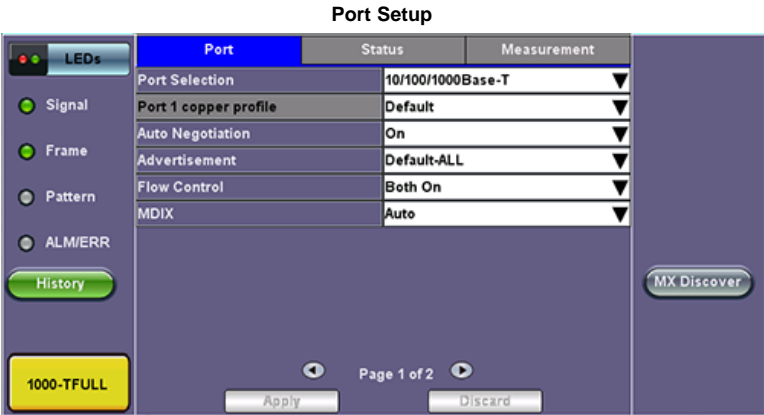 Port Setup
LEDs
Signal
Frame
Pattern
ALM/ERR
History
1000-TFULL
Port Status Measurement
Port Selection 10/100/1000Base-T
Port 1 copper profile Default
Auto Negotiation On
Advertisement Default-ALL
Flow Control Both On
MDIX Auto
Page 1 of 2
Apply Discard
MX Discover